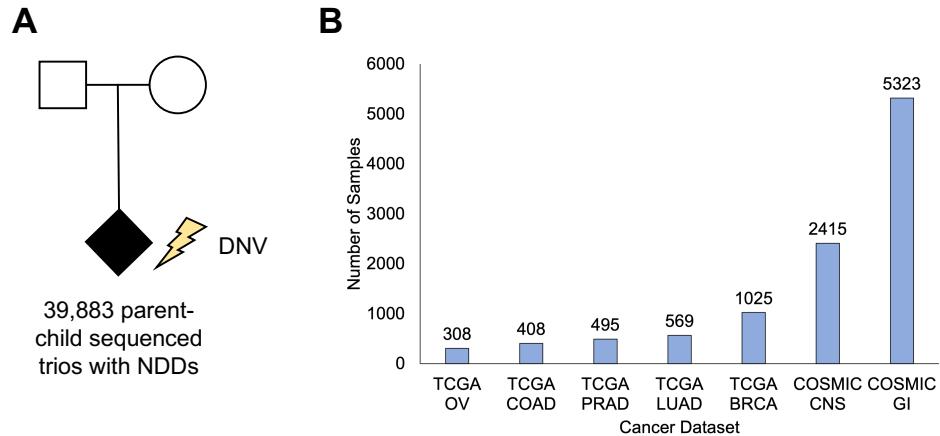 A
DNV
39,883 parent-
child sequenced
trios with NDDs
B
Number of Samples
6000
5000
4000
3000
2000
1000
0
308
408
495
569
1025
2415
5323
TCGA
OV
TCGA
COAD
TCGA
PRAD
TCGA
LUAD
TCGA
BRCA
COSMIC
CNS
COSMIC
GI
Cancer Dataset